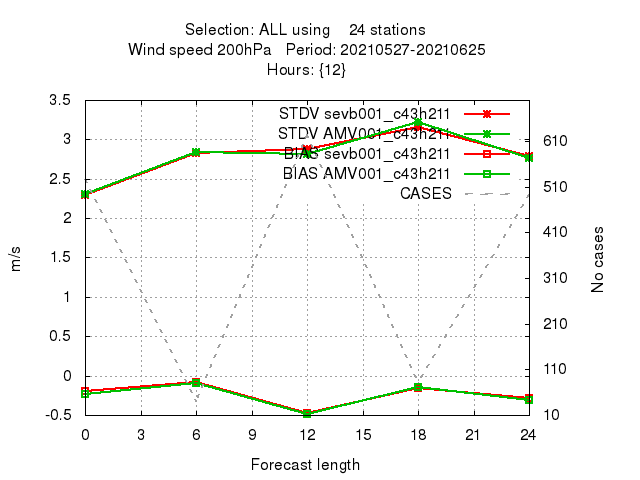 Selection: ALL using 24 stations
Wind speed 200hPa Period: 20210527-20210625
Hours: {12}
STDV sevb001_c43h211
STDV AMV001_c43h211
BIAS sevb001_c43h211
BIAS AMV001_c43h211
CASES
3.5
3
2.5
2
1.5
1
0.5
0
-0.5
m/s
610
510
410
310
210
110
10
No cases
0 3 6 9 12 15 18 21 24
Forecast length